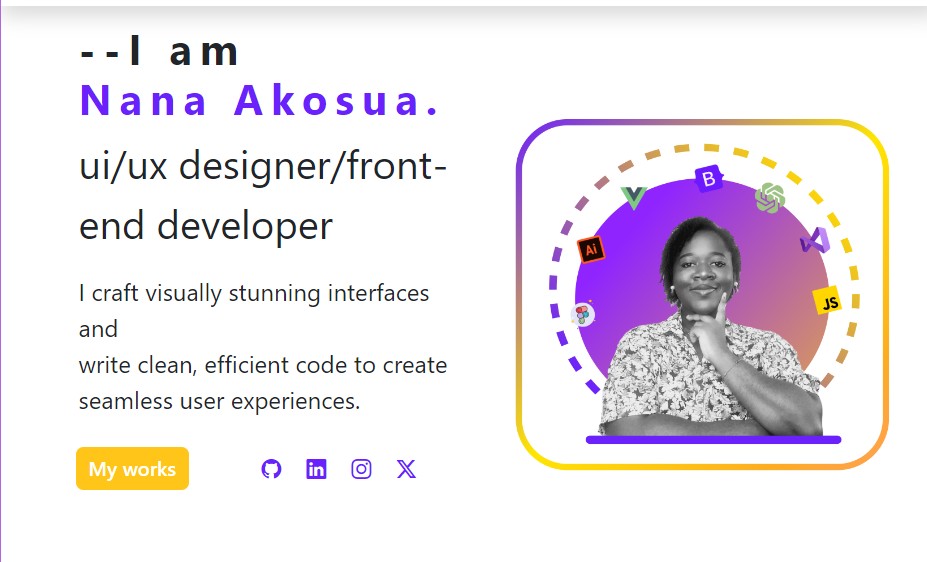 --I am
Nana Akosua.
ui/ux designer/front-
end developer
I craft visually stunning interfaces
and
write clean, efficient code to create
seamless user experiences.
My works
B
Ai
JS